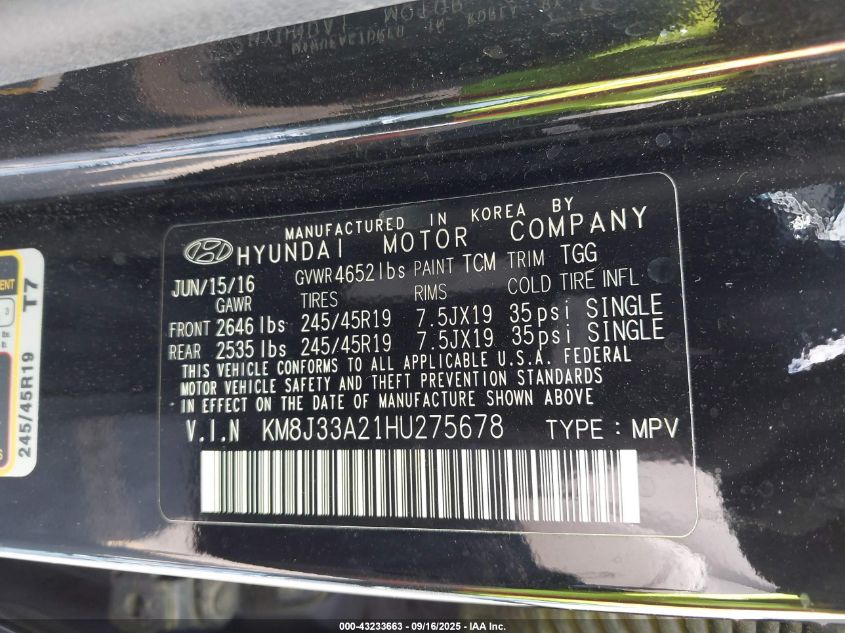 MANUFACTURED IN KOREA BY
HYUNDAI MOTOR COMPANY
JUN/15/16 GVWR 4652 lbs PAINT TCM TRIM TGG
GAWR TIRES RIMS COLD TIRE INFL
FRONT 2646 lbs 245/45R19 7.5JX19 35psi SINGLE
REAR 2535 lbs 245/45R19 7.5JX19 35psi SINGLE
THIS VEHICLE CONFORMS TO ALL APPLICABLE U.S.A. FEDERAL
MOTOR VEHICLE SAFETY AND THEFT PREVENTION STANDARDS
IN EFFECT ON THE DATE OF MANUFACTURE SHOWN ABOVE
V.I.N KM8J33A21HU275678 TYPE : MPV
245/45R19 T7
000-43233663 - 09/16/2025 - IAA Inc.